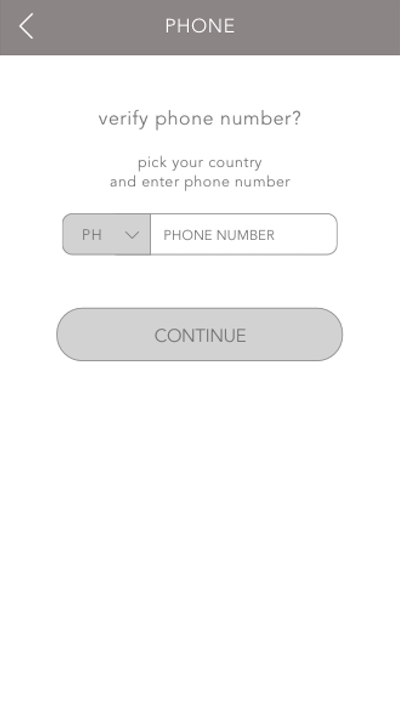 PHONE
verify phone number?
pick your country
and enter phone number
PH PHONE NUMBER
CONTINUE